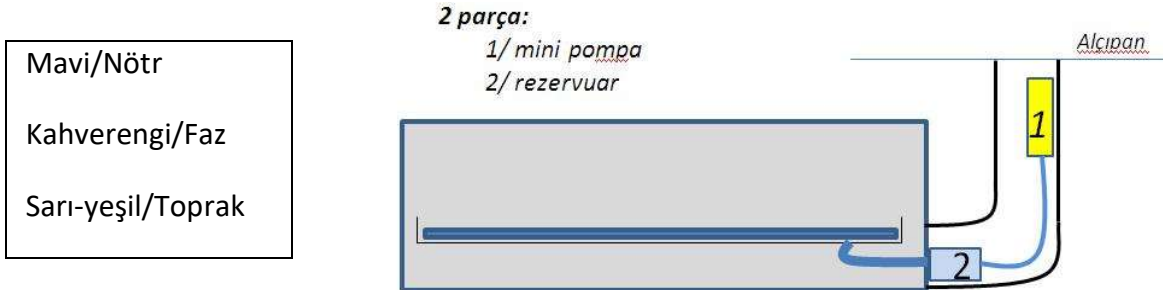 Mavi/Nötr
Kahverengi/Faz
Sarı-yeşil/Toprak
2 parça:
1/ mini pompa
2/ rezervuar
Alçıpan
1
2